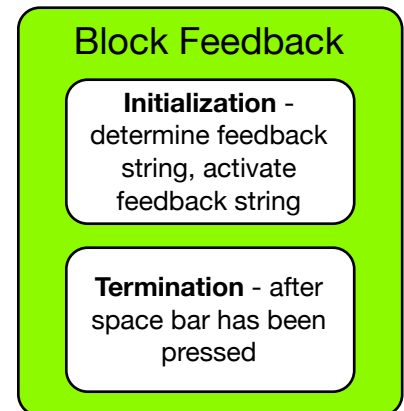 Block Feedback
Initialization -
determine feedback
string, activate
feedback string
Termination - after
space bar has been
pressed